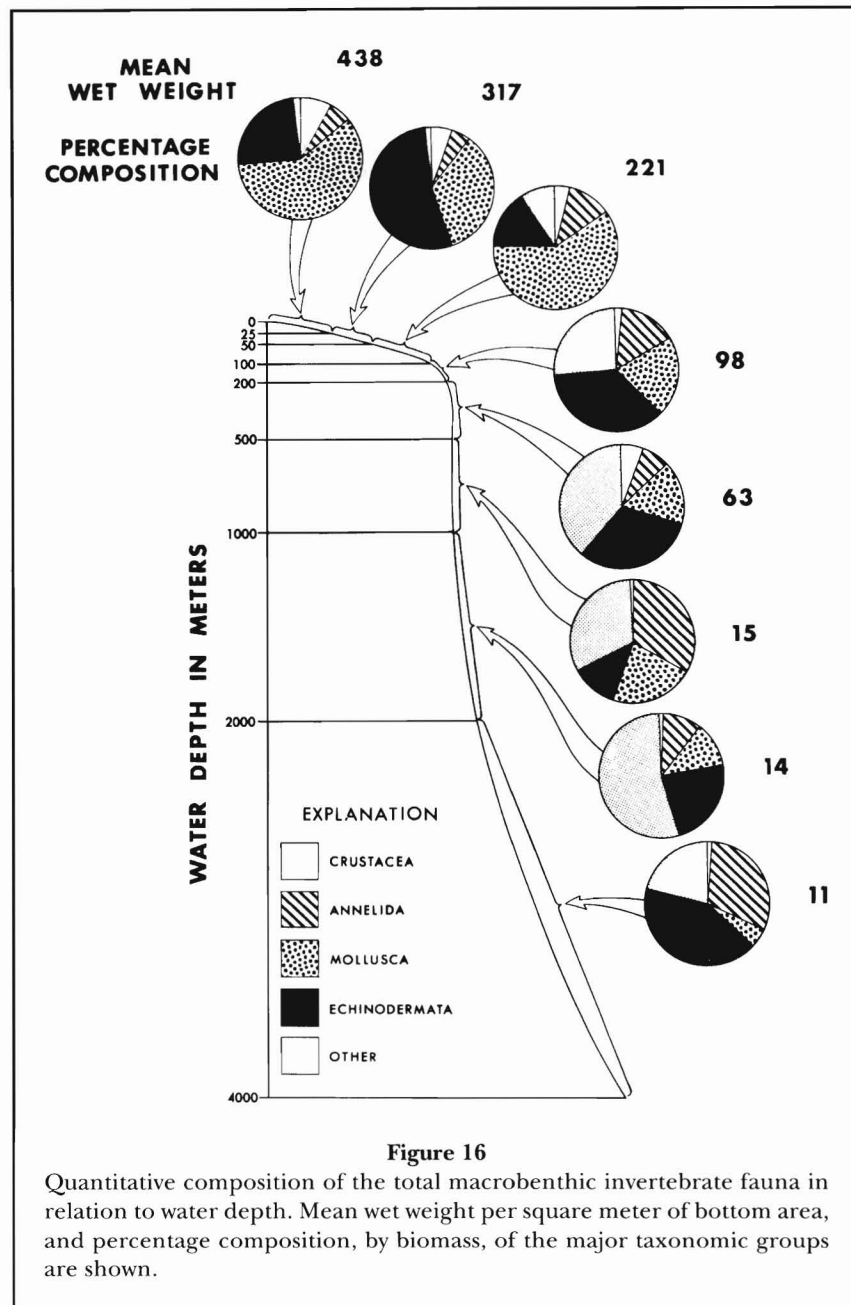 MEAN
WET WEIGHT
438
317
PERCENTAGE
COMPOSITION
221
98
63
15
14
11
0
25
50
100
200
500
1000
2000
4000
WATER DEPTH IN METERS
EXPLANATION
CRUSTACEA
ANNELIDA
MOLLUSCA
ECHINODERMATA
OTHER
Figure 16
Quantitative composition of the total macrobenthic invertebrate fauna in
relation to water depth. Mean wet weight per square meter of bottom area,
and percentage composition, by biomass, of the major taxonomic groups
are shown.